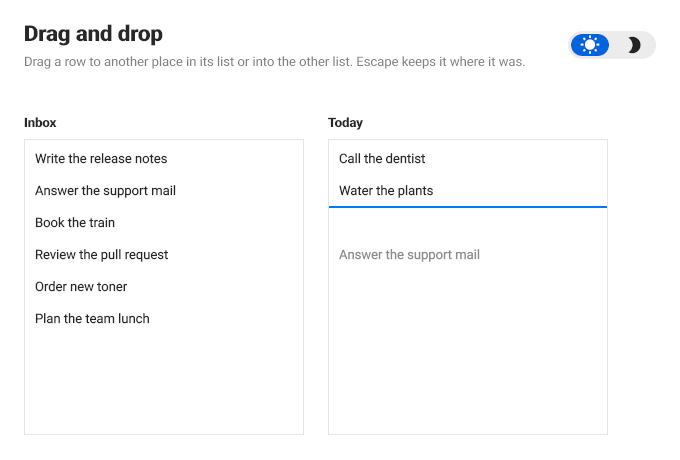 Drag and drop
Drag a row to another place in its list or into the other list. Escape keeps it where it was.
Inbox
Write the release notes
Answer the support mail
Book the train
Review the pull request
Order new toner
Plan the team lunch
Today
Call the dentist
Water the plants
Answer the support mail